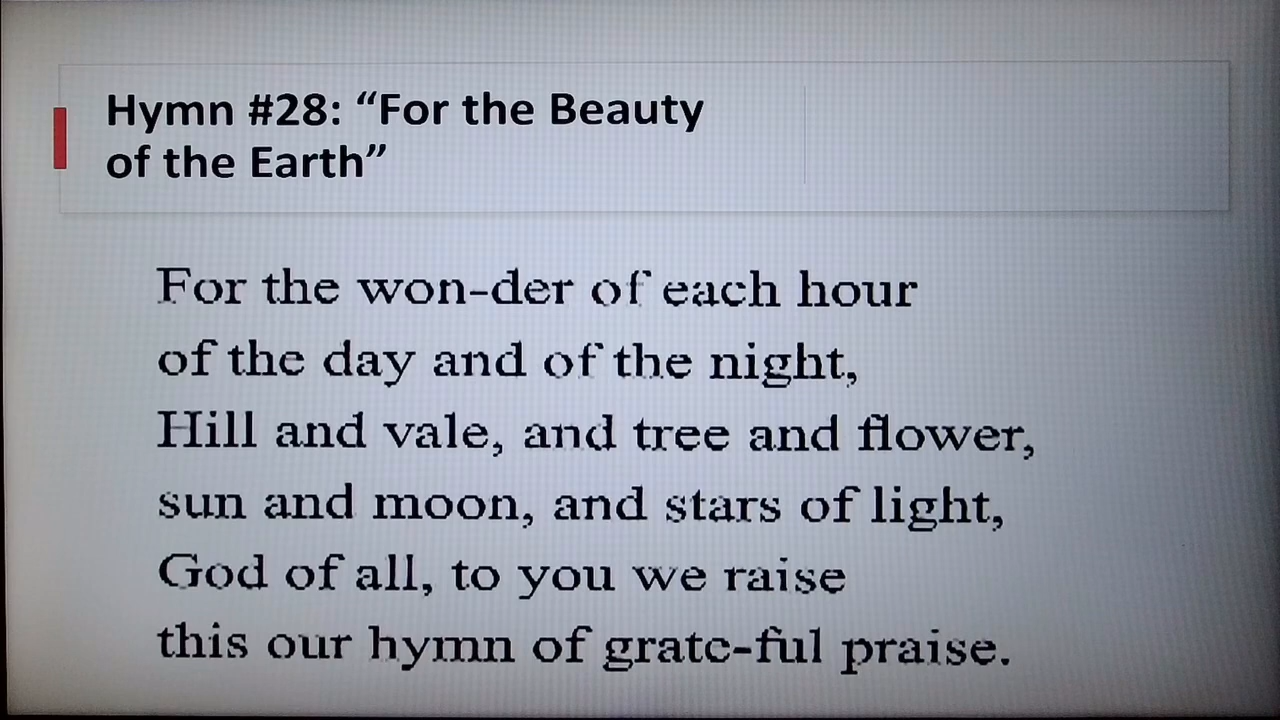 Hymn #28: “For the Beauty
of the Earth”
For the won-der of each hour
of the day and of the night,
Hill and vale, and tree and flower,
sun and moon, and stars of light,
God of all, to you we raise
this our hymn of grate-ful praise.